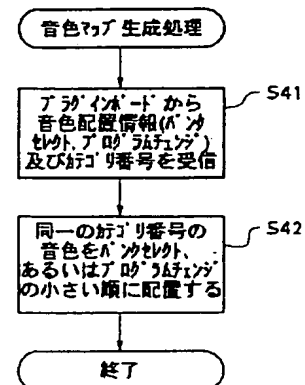 音色マップ生成処理
プラグインボードから
音色配置情報(バンク
セレクト、プログラムチェンジ)
及びカテゴリ番号を受信
S41
同一のカテゴリ番号の
音色をバンクセレクト、
あるいはプログラムチェンジ
の小さい順に配置する
S42
終了